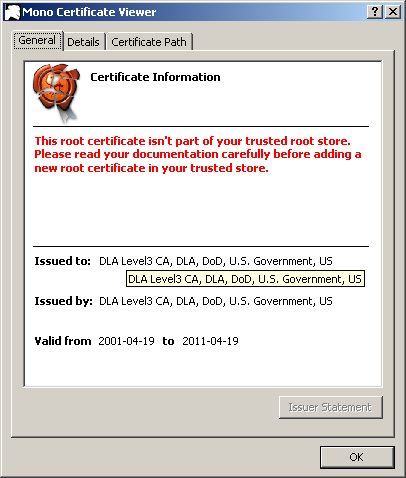 Mono Certificate Viewer
General Details Certificate Path
Certificate Information
This root certificate isn't part of your trusted root store.
Please read your documentation carefully before adding a
new root certificate in your trusted store.
Issued to: DLA Level3 CA, DLA, DoD, U.S. Government, US
DLA Level3 CA, DLA, DoD, U.S. Government, US
Issued by: DLA Level3 CA, DLA, DoD, U.S. Government, US
Valid from 2001-04-19 to 2011-04-19
Issuer Statement
OK